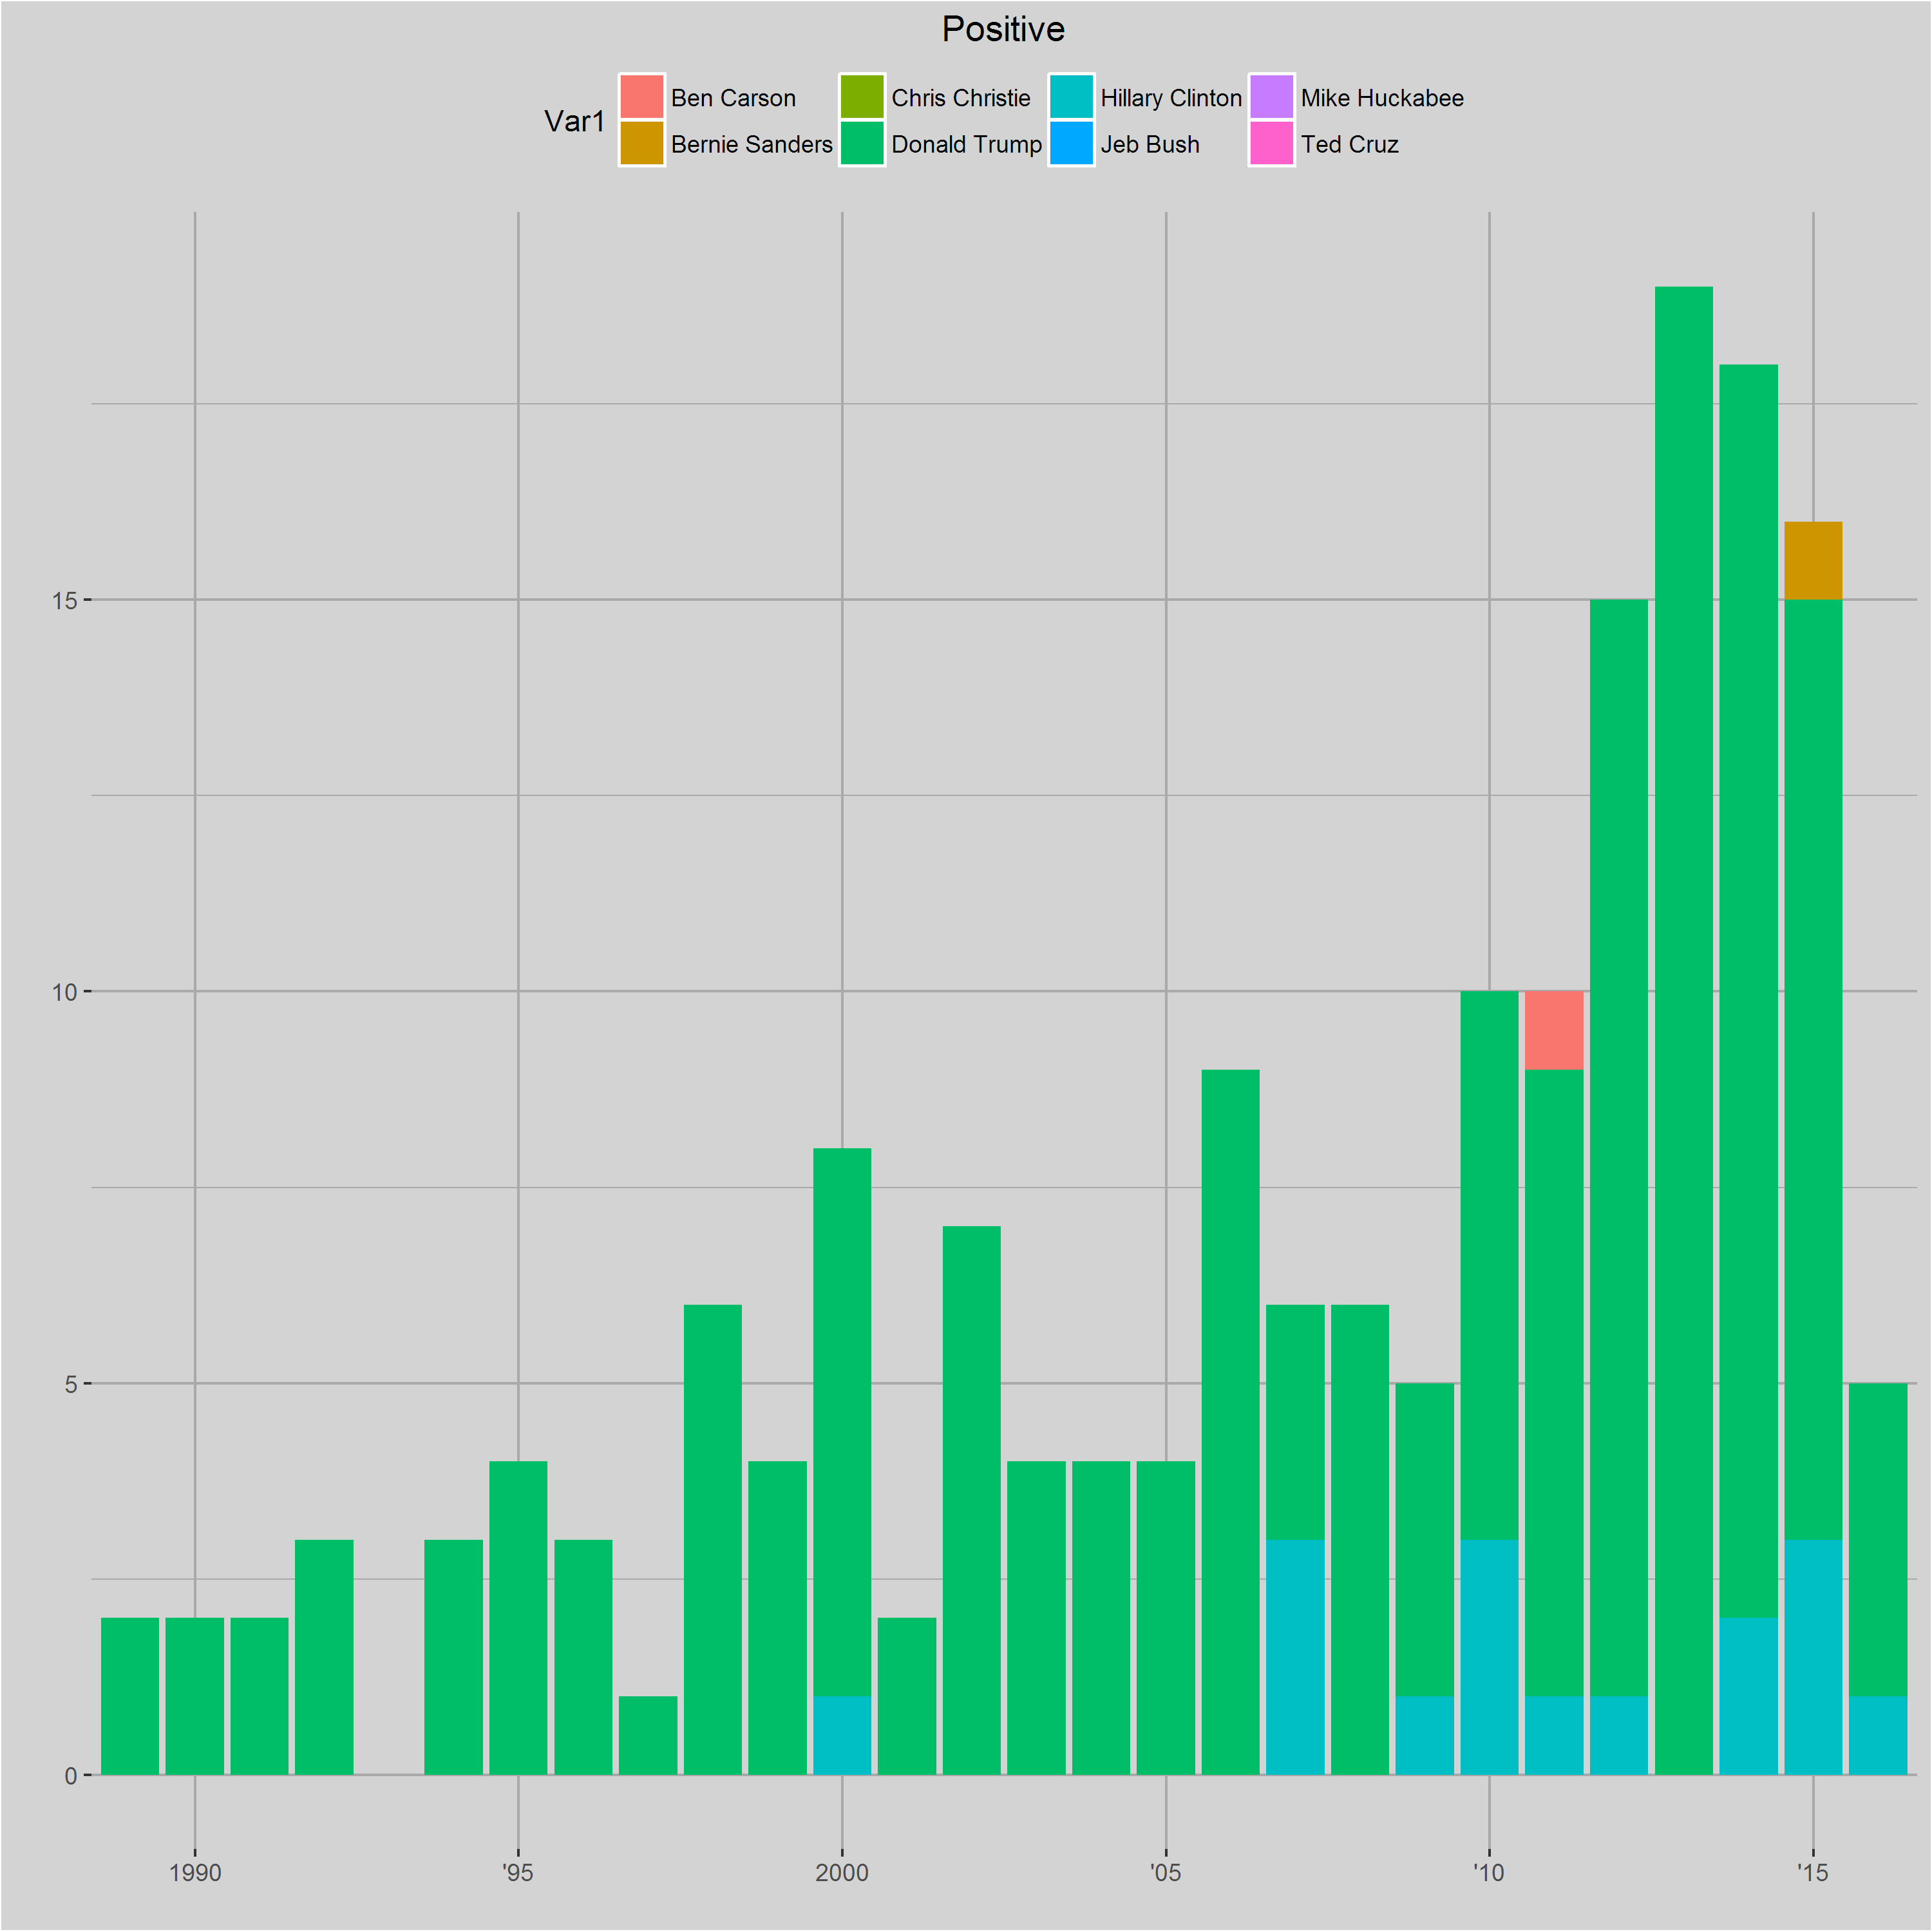 Positive
Var1
Ben Carson Chris Christie Hillary Clinton Mike Huckabee
Bernie Sanders Donald Trump Jeb Bush Ted Cruz
15
10
5
0
1990 '95 2000 '05 '10 '15